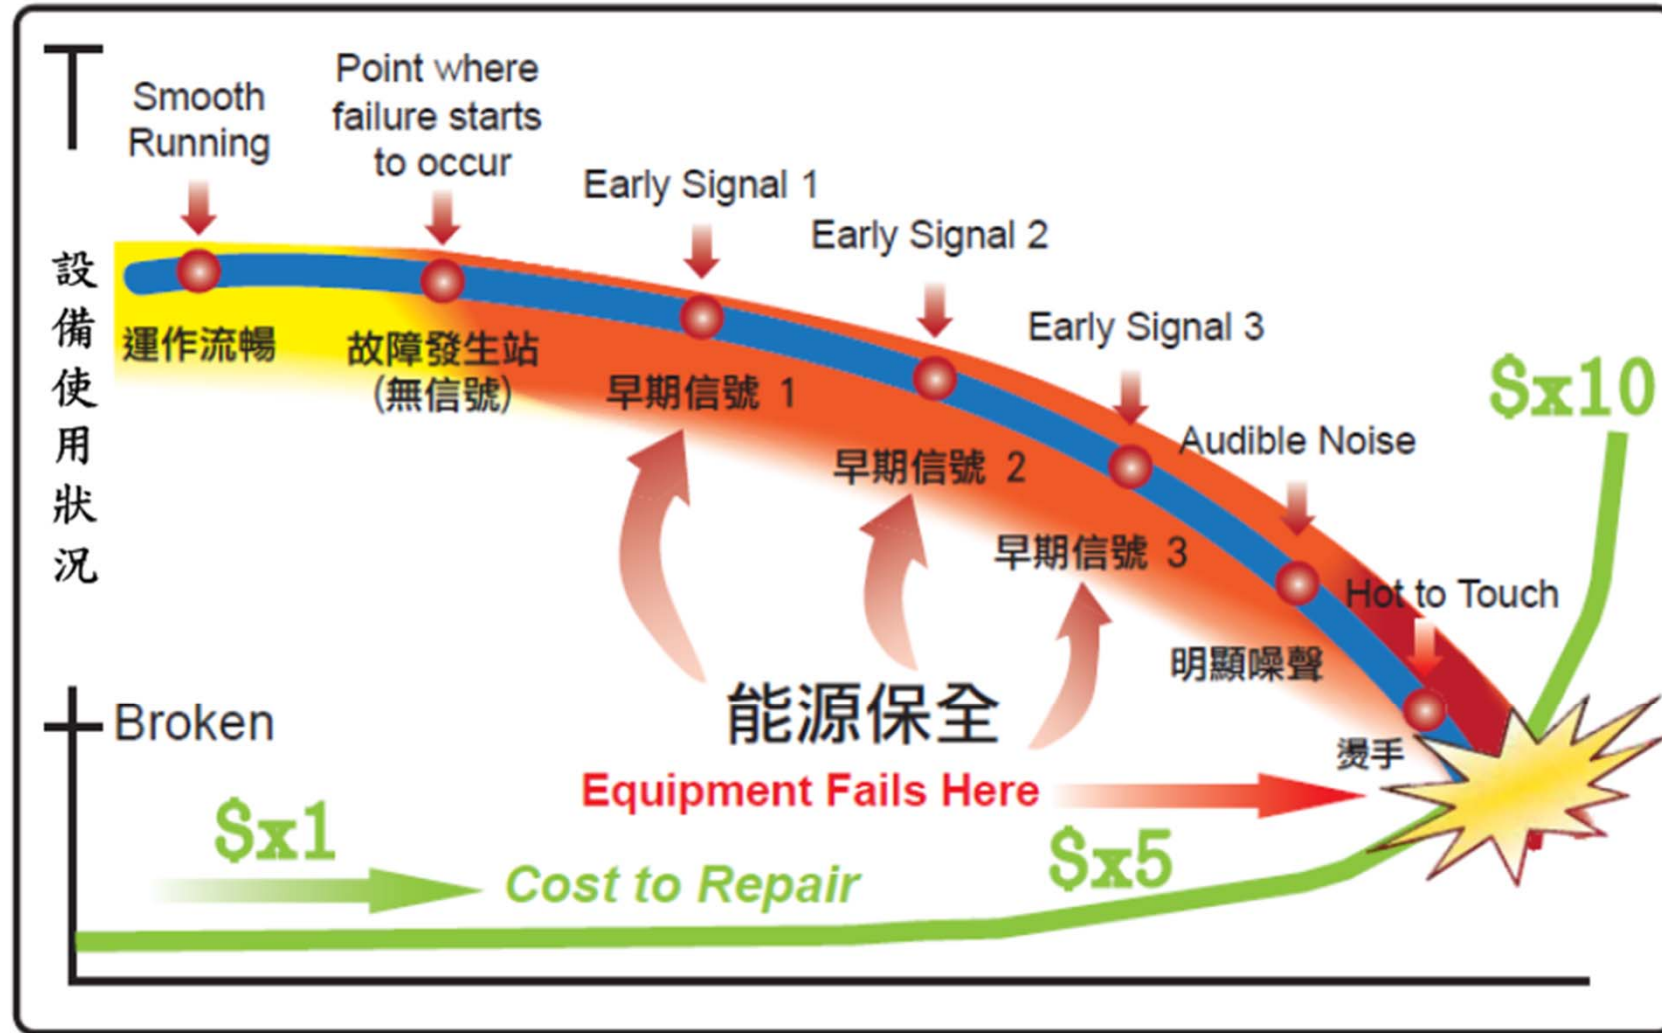 Smooth
Running
Point where
failure starts
to occur
Early Signal 1
Early Signal 2
Early Signal 3
Audible Noise
Hot to Touch
$x10
設備使用狀況
運作流暢
故障發生站
(無信號)
早期信號 1
早期信號 2
早期信號 3
明顯噪聲
燙手
能源保全
Broken
Equipment Fails Here
$x1
Cost to Repair
$x5